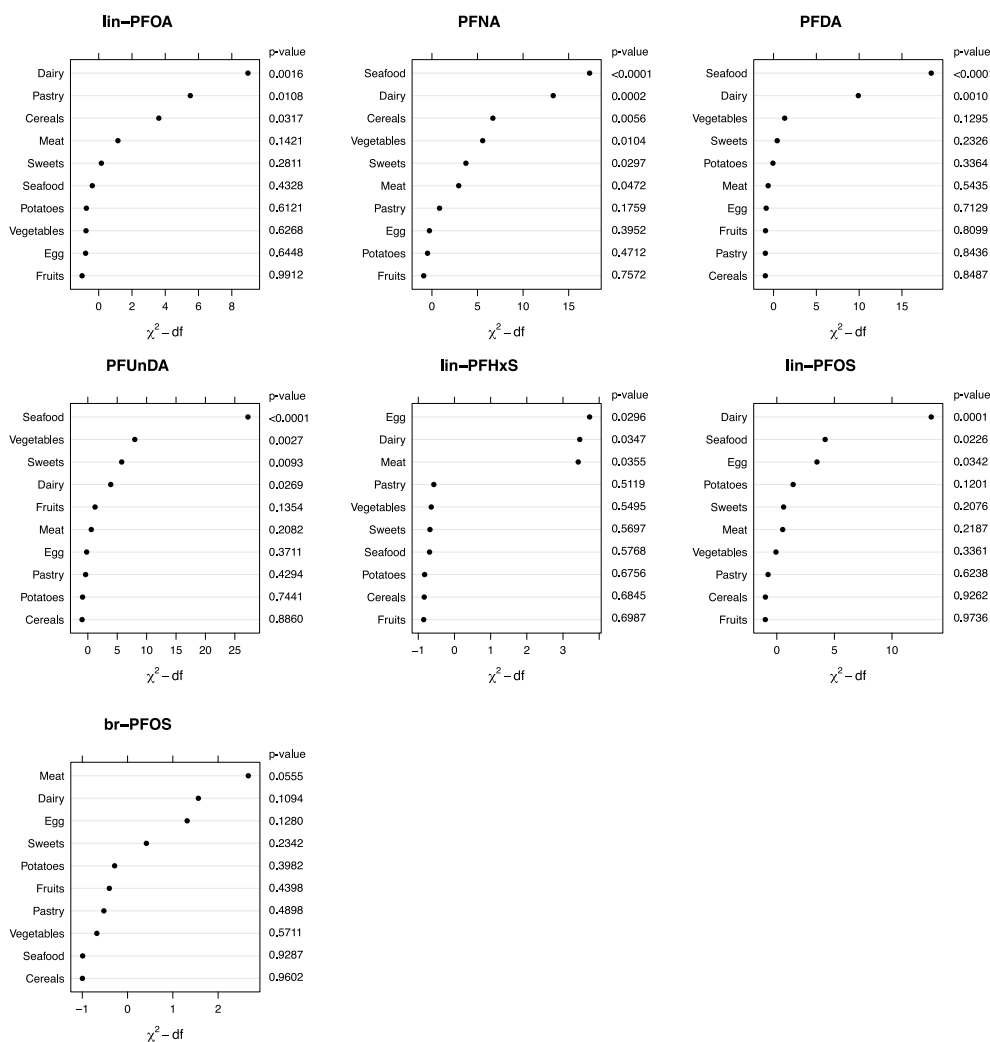 lin−PFOA
p-value
Dairy 0.0016
Pastry 0.0108
Cereals 0.0317
Meat 0.1421
Sweets 0.2811
Seafood 0.4328
Potatoes 0.6121
Vegetables 0.6268
Egg 0.6448
Fruits 0.9912
0 2 4 6 8
χ² − df
PFNA
p-value
Seafood <0.0001
Dairy 0.0002
Cereals 0.0056
Vegetables 0.0104
Sweets 0.0297
Meat 0.0472
Pastry 0.1759
Egg 0.3952
Potatoes 0.4712
Fruits 0.7572
0 5 10 15
χ² − df
PFDA
p-value
Seafood <0.0001
Dairy 0.0010
Vegetables 0.1295
Sweets 0.2326
Potatoes 0.3364
Meat 0.5435
Egg 0.7129
Fruits 0.8099
Pastry 0.8436
Cereals 0.8487
0 5 10 15
χ² − df
PFUnDA
p-value
Seafood <0.0001
Vegetables 0.0027
Sweets 0.0093
Dairy 0.0269
Fruits 0.1354
Meat 0.2082
Egg 0.3711
Pastry 0.4294
Potatoes 0.7441
Cereals 0.8860
0 5 10 15 20 25
χ² − df
lin−PFHxS
p-value
Egg 0.0296
Dairy 0.0347
Meat 0.0355
Pastry 0.5119
Vegetables 0.5495
Sweets 0.5697
Seafood 0.5768
Potatoes 0.6756
Cereals 0.6845
Fruits 0.6987
−1 0 1 2 3
χ² − df
lin−PFOS
p-value
Dairy 0.0001
Seafood 0.0226
Egg 0.0342
Potatoes 0.1201
Sweets 0.2076
Meat 0.2187
Vegetables 0.3361
Pastry 0.6238
Cereals 0.9262
Fruits 0.9736
0 5 10
χ² − df
br−PFOS
p-value
Meat 0.0555
Dairy 0.1094
Egg 0.1280
Sweets 0.2342
Potatoes 0.3982
Fruits 0.4398
Pastry 0.4898
Vegetables 0.5711
Seafood 0.9287
Cereals 0.9602
−1 0 1 2
χ² − df